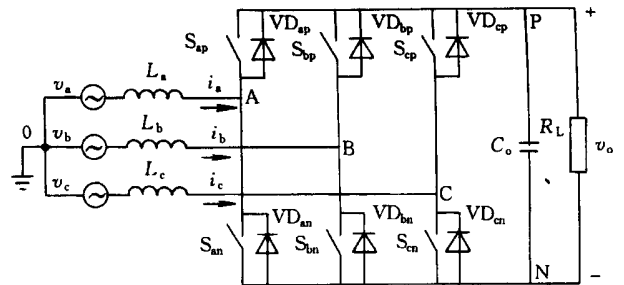 VD_ap VD_bp VD_cp P +
S_ap S_bp S_cp
L_a
v_a i_a A
0 v_b L_b i_b B C_o R_L v_o
L_c
v_c i_c C
VD_an VD_bn VD_cn
S_an S_bn S_cn
N −